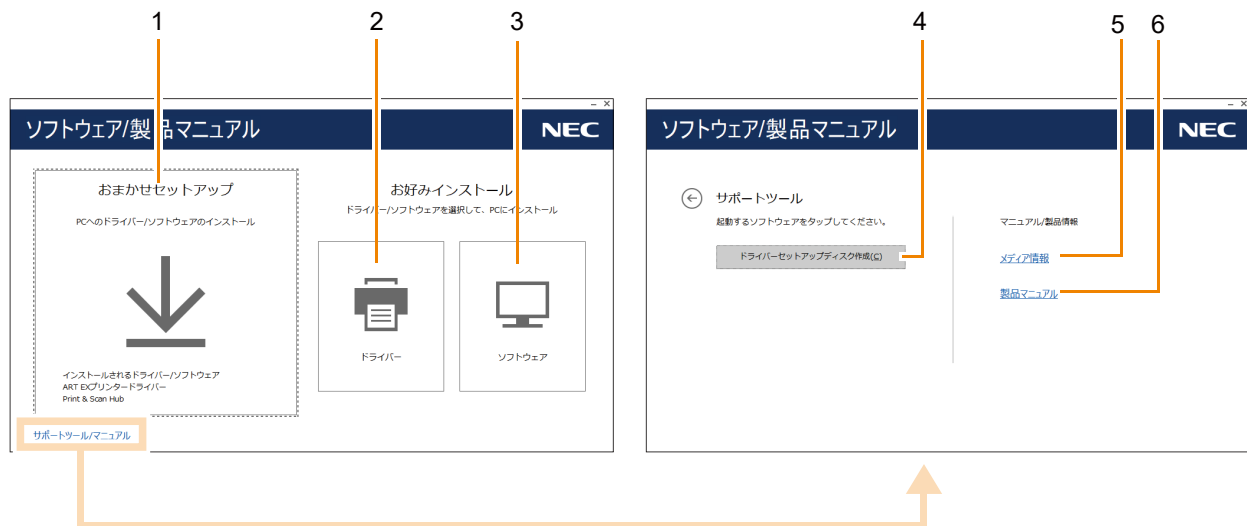 1
2
3
ソフトウェア/製品マニュアル
NEC
おまかせセットアップ
PCへのドライバー/ソフトウェアのインストール
インストールされるドライバー/ソフトウェア
ART EXプリンタードライバー
Print & Scan Hub
お好みインストール
ドライバー/ソフトウェアを選択して、PCにインストール
ドライバー
ソフトウェア
サポートツール/マニュアル
4
5
6
ソフトウェア/製品マニュアル
NEC
サポートツール
起動するソフトウェアをタップしてください。
ドライバーセットアップディスク作成(C)
マニュアル/製品情報
メディア情報
製品マニュアル